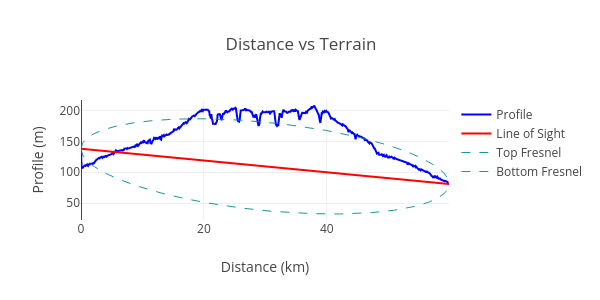 Distance vs Terrain
Profile (m)
200
150
100
50
0
20
40
Distance (km)
Profile
Line of Sight
Top Fresnel
Bottom Fresnel